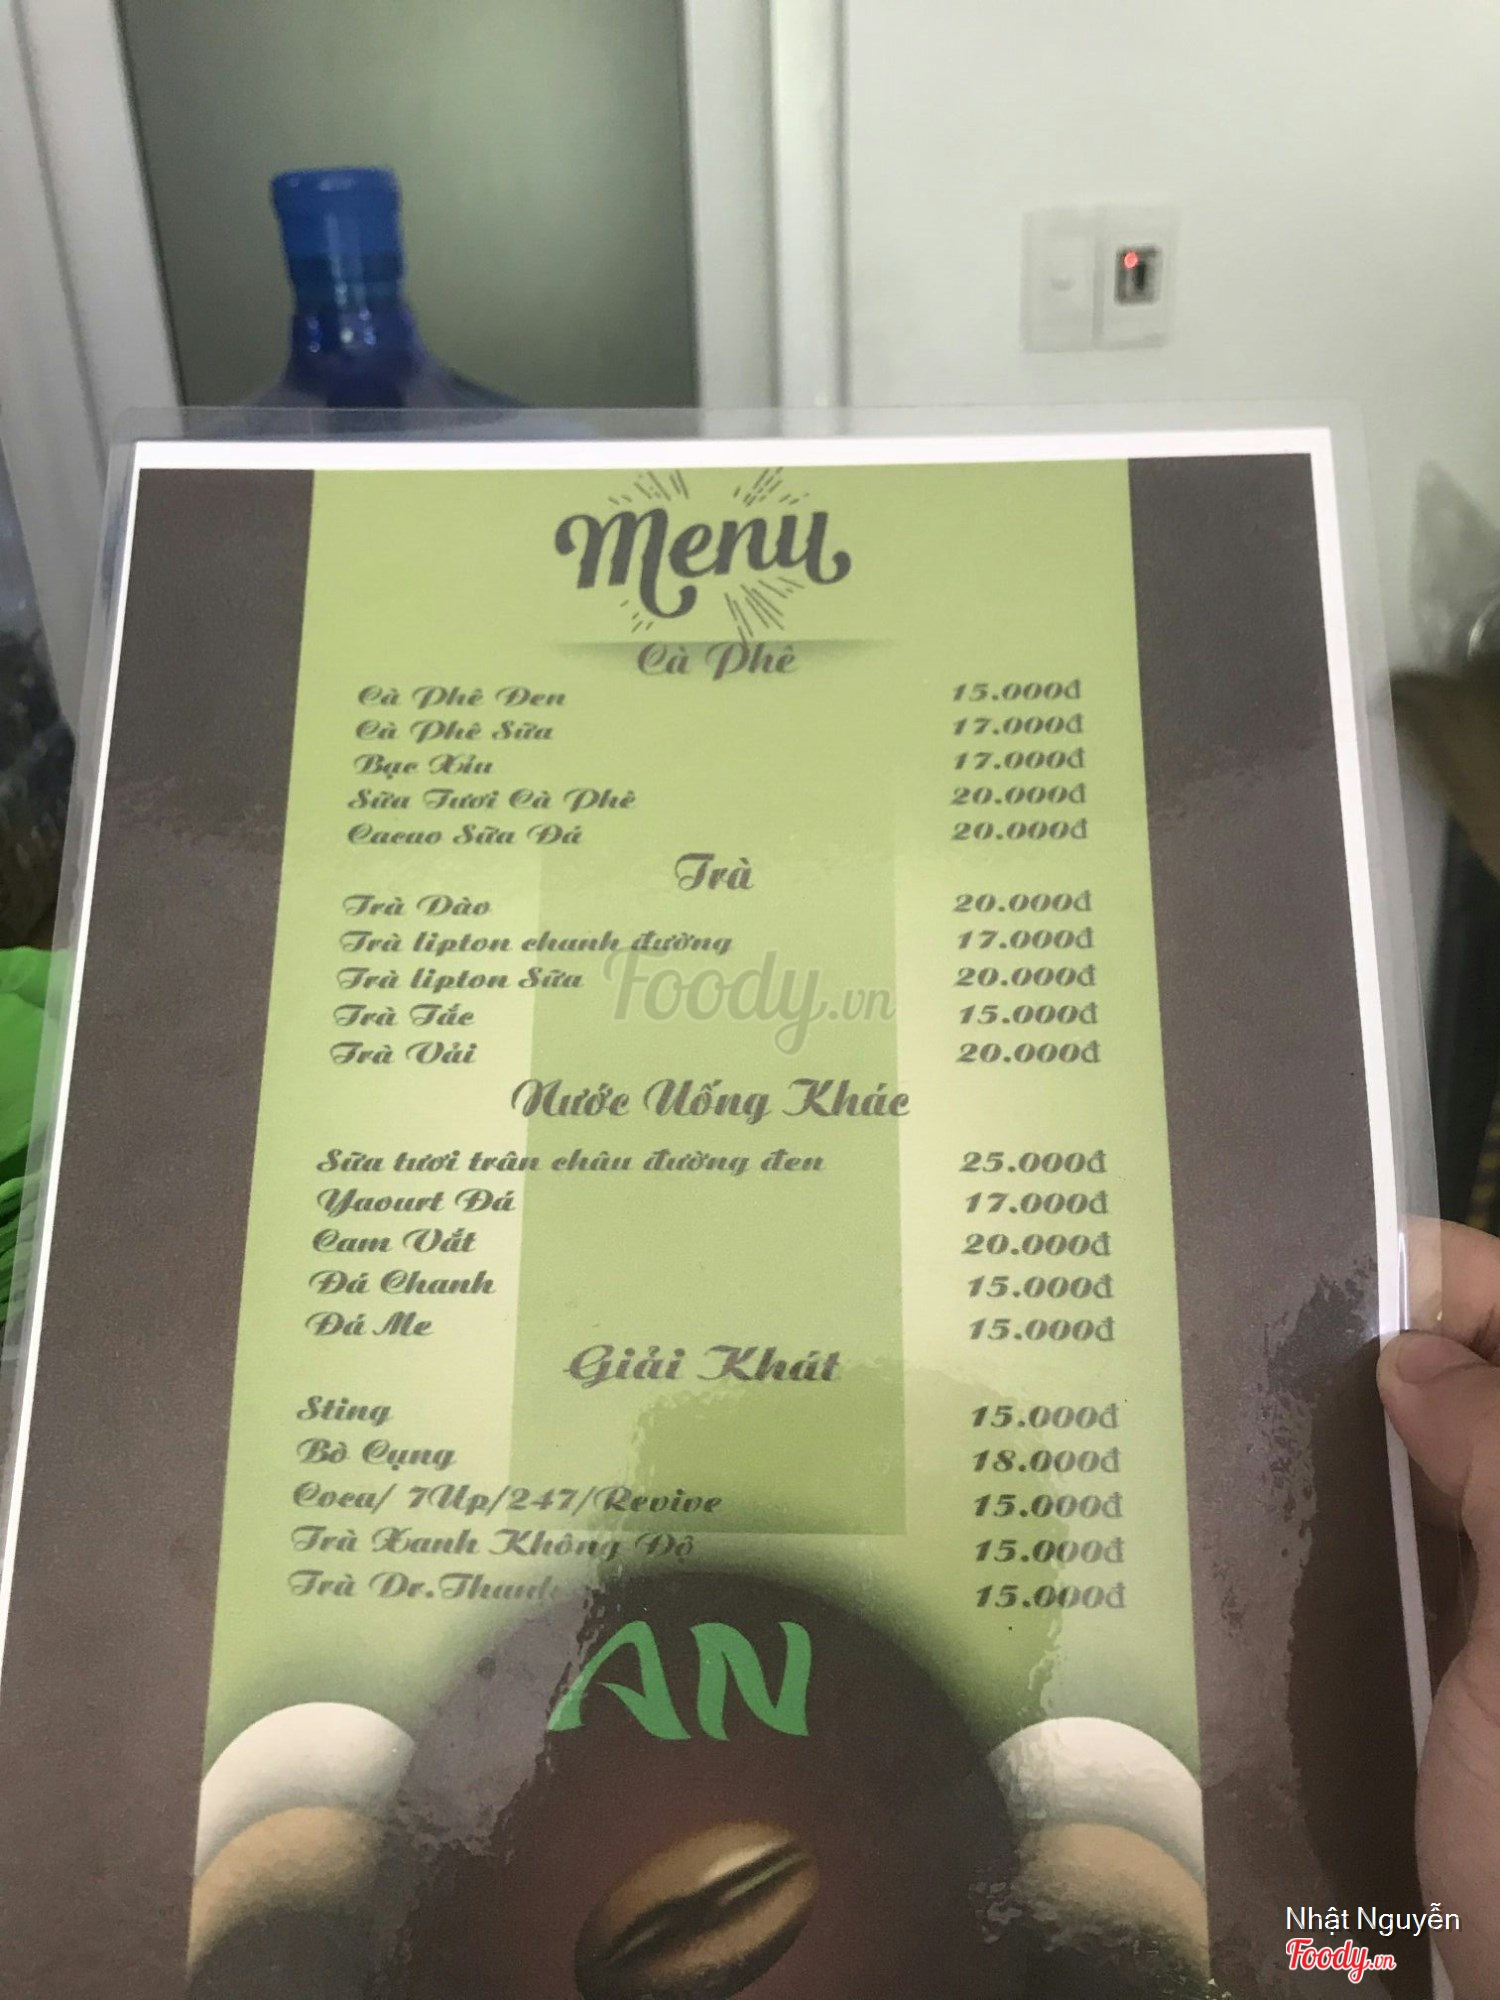 Menu
Cà Phê
Cà Phê Đen 15.000đ
Cà Phê Sữa 17.000đ
Bạc Xỉu 17.000đ
Sữa Tươi Cà Phê 20.000đ
Cacao Sữa Đá 20.000đ
Trà
Trà Đào 20.000đ
Trà lipton chanh đường 17.000đ
Trà lipton Sữa 20.000đ
Trà Tắc 15.000đ
Trà Vải 20.000đ
Foody.vn
Nước Uống Khác
Sữa tươi trân châu đường đen 25.000đ
Yaourt Đá 17.000đ
Cam Vắt 20.000đ
Đá Chanh 15.000đ
Đá Me 15.000đ
Giải Khát
Sting 15.000đ
Bò Cụng 18.000đ
Coca/ 7Up/247/Revive 15.000đ
Trà Xanh Không Độ 15.000đ
Trà Dr.Thanh 15.000đ
AN
Nhật Nguyễn
Foody.vn